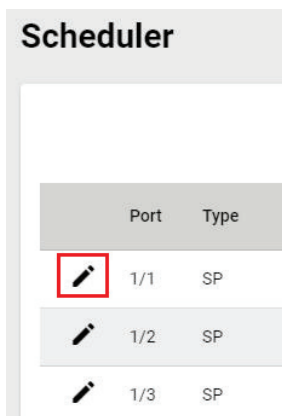 Scheduler
Port Type
1/1 SP
1/2 SP
1/3 SP